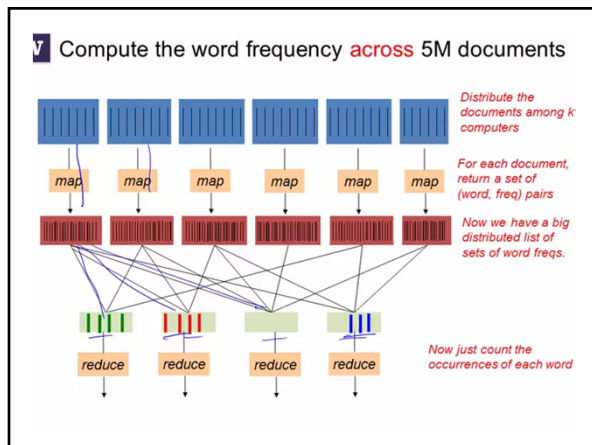 W Compute the word frequency across 5M documents
Distribute the
documents among k
computers
map map map map map map
For each document,
return a set of
(word, freq) pairs
Now we have a big
distributed list of
sets of word freqs.
reduce reduce reduce reduce
Now just count the
occurrences of each word